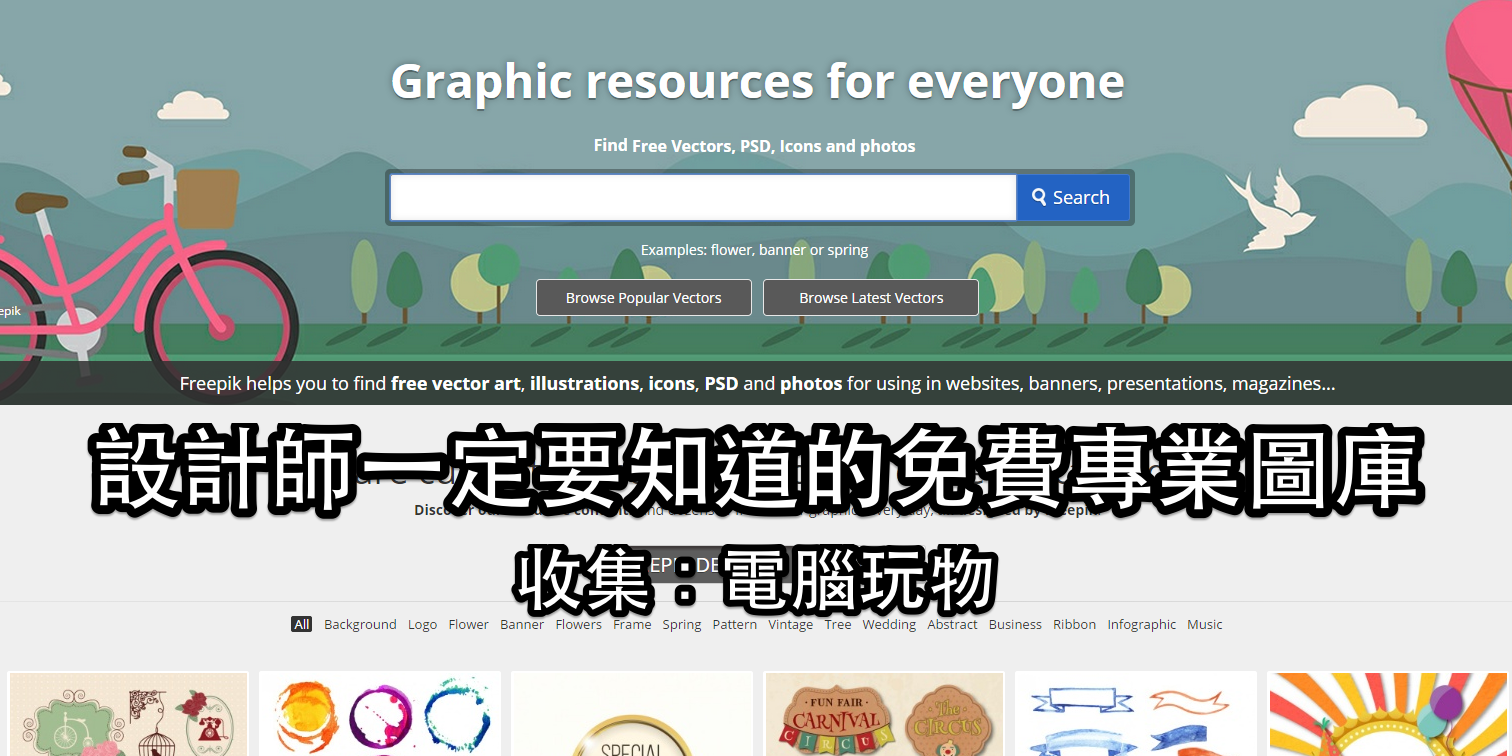 Graphic resources for everyone
Find Free Vectors, PSD, Icons and photos
Search
Examples: flower, banner or spring
Browse Popular Vectors Browse Latest Vectors
Freepik helps you to find free vector art, illustrations, icons, PSD and photos for using in websites, banners, presentations, magazines...
設計師一定要知道的免費專業圖庫
收集：電腦玩物
All Background Logo Flower Banner Flowers Frame Spring Pattern Vintage Tree Wedding Abstract Business Ribbon Infographic Music
SPECIAL
FUN FAIR
CARNIVAL
CIRCUS
The
CIRCUS